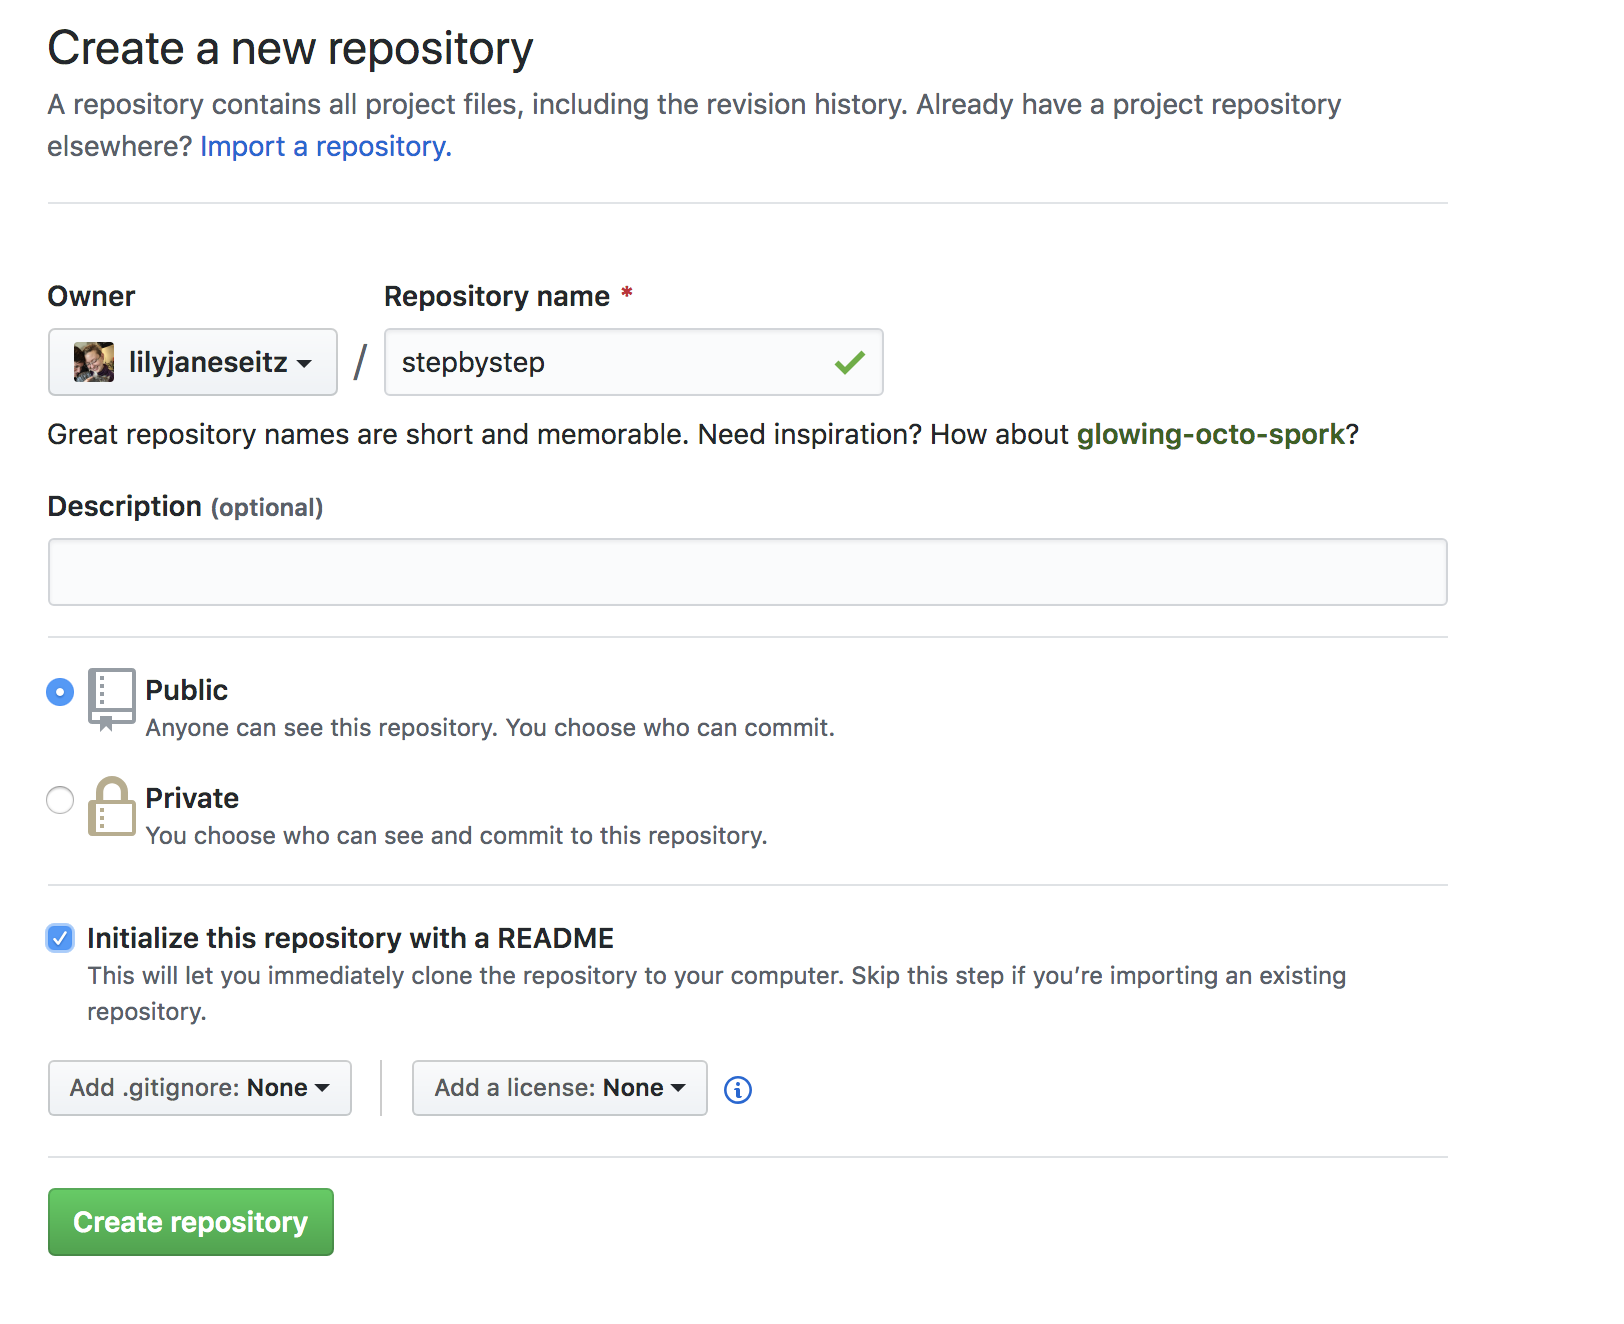 Create a new repository
A repository contains all project files, including the revision history. Already have a project repository
elsewhere? Import a repository.
Owner
Repository name *
lilyjaneseitz
/
stepbystep
Great repository names are short and memorable. Need inspiration? How about glowing-octo-spork?
Description (optional)
Public
Anyone can see this repository. You choose who can commit.
Private
You choose who can see and commit to this repository.
Initialize this repository with a README
This will let you immediately clone the repository to your computer. Skip this step if you’re importing an existing
repository.
Add .gitignore: None
Add a license: None
Create repository